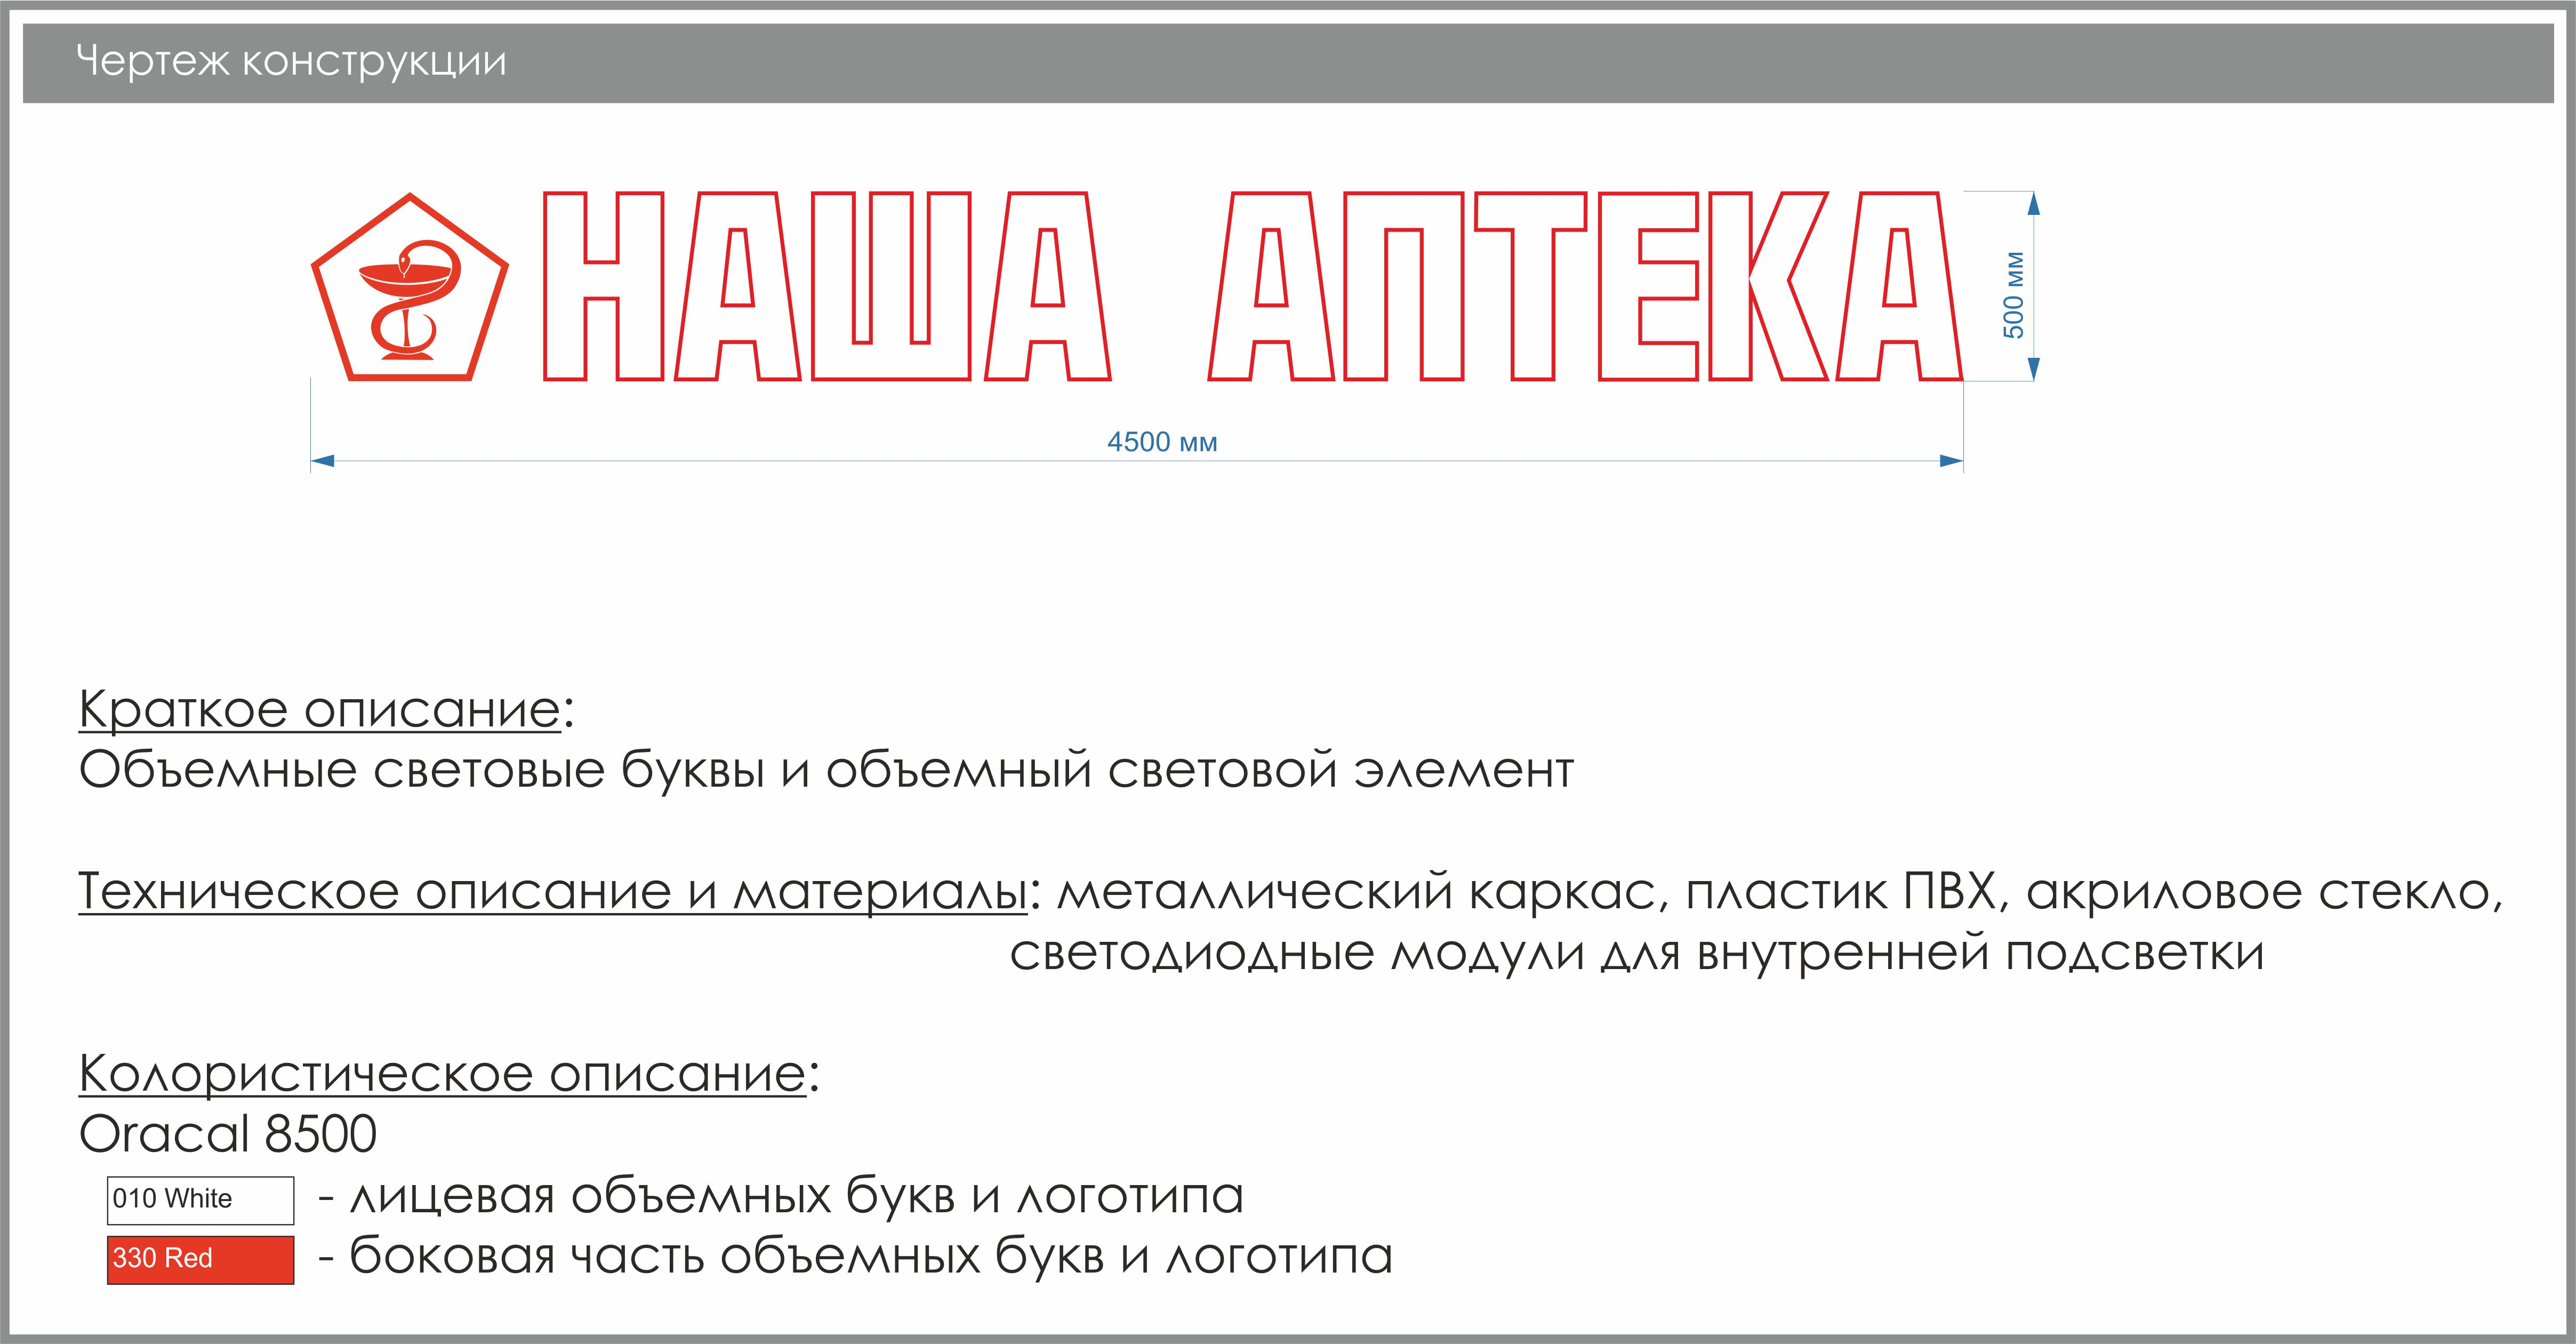 Чертеж конструкции
НАША АПТЕКА
500 мм
4500 мм
Краткое описание:
Объемные световые буквы и объемный световой элемент
Техническое описание и материалы: металлический каркас, пластик ПВХ, акриловое стекло,
светодиодные модули для внутренней подсветки
Колористическое описание:
Oracal 8500
010 White - лицевая объемных букв и логотипа
330 Red - боковая часть объемных букв и логотипа